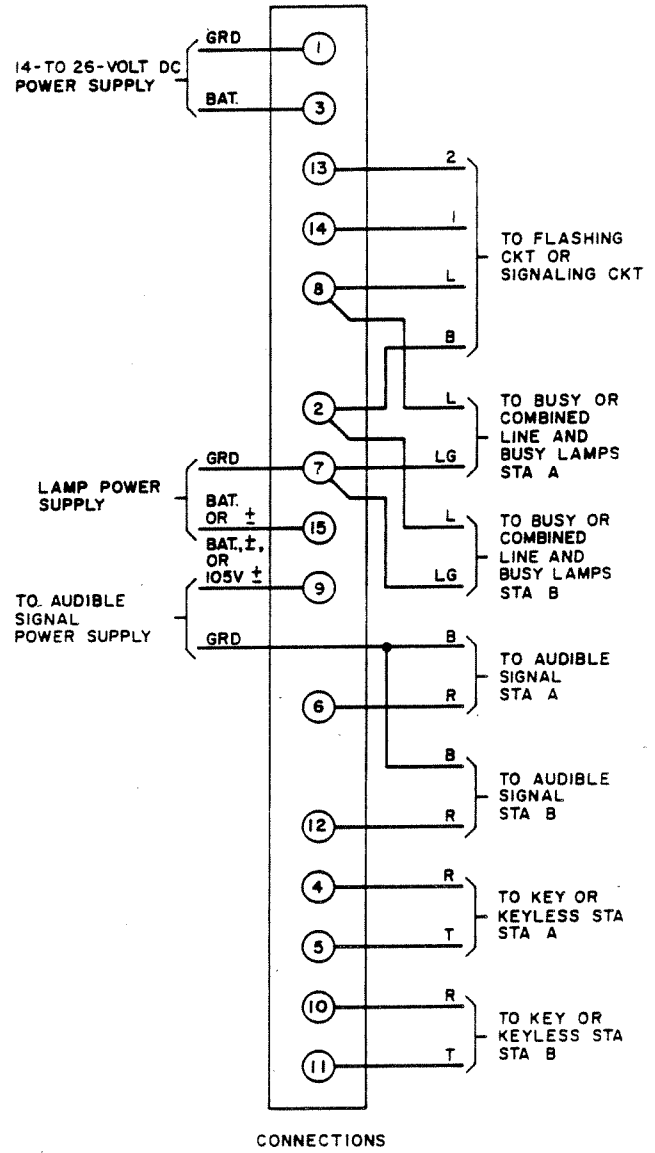 GRD
1
14-TO 26-VOLT DC
POWER SUPPLY
BAT.
3
13
2
14
1
TO FLASHING
CKT OR
SIGNALING CKT
8
L
B
2
L
TO BUSY OR
COMBINED
LINE AND
BUSY LAMPS
STA A
GRD
7
LG
LAMP POWER
SUPPLY
BAT.
OR ±
15
L
TO BUSY OR
COMBINED
LINE AND
BUSY LAMPS
STA B
BAT.,±,
OR
105V ±
9
LG
TO AUDIBLE
SIGNAL
POWER SUPPLY
GRD
B
TO AUDIBLE
SIGNAL
STA A
6
R
B
TO AUDIBLE
SIGNAL
STA B
12
R
4
R
TO KEY OR
KEYLESS STA
STA A
5
T
10
R
TO KEY OR
KEYLESS STA
STA B
11
T
CONNECTIONS